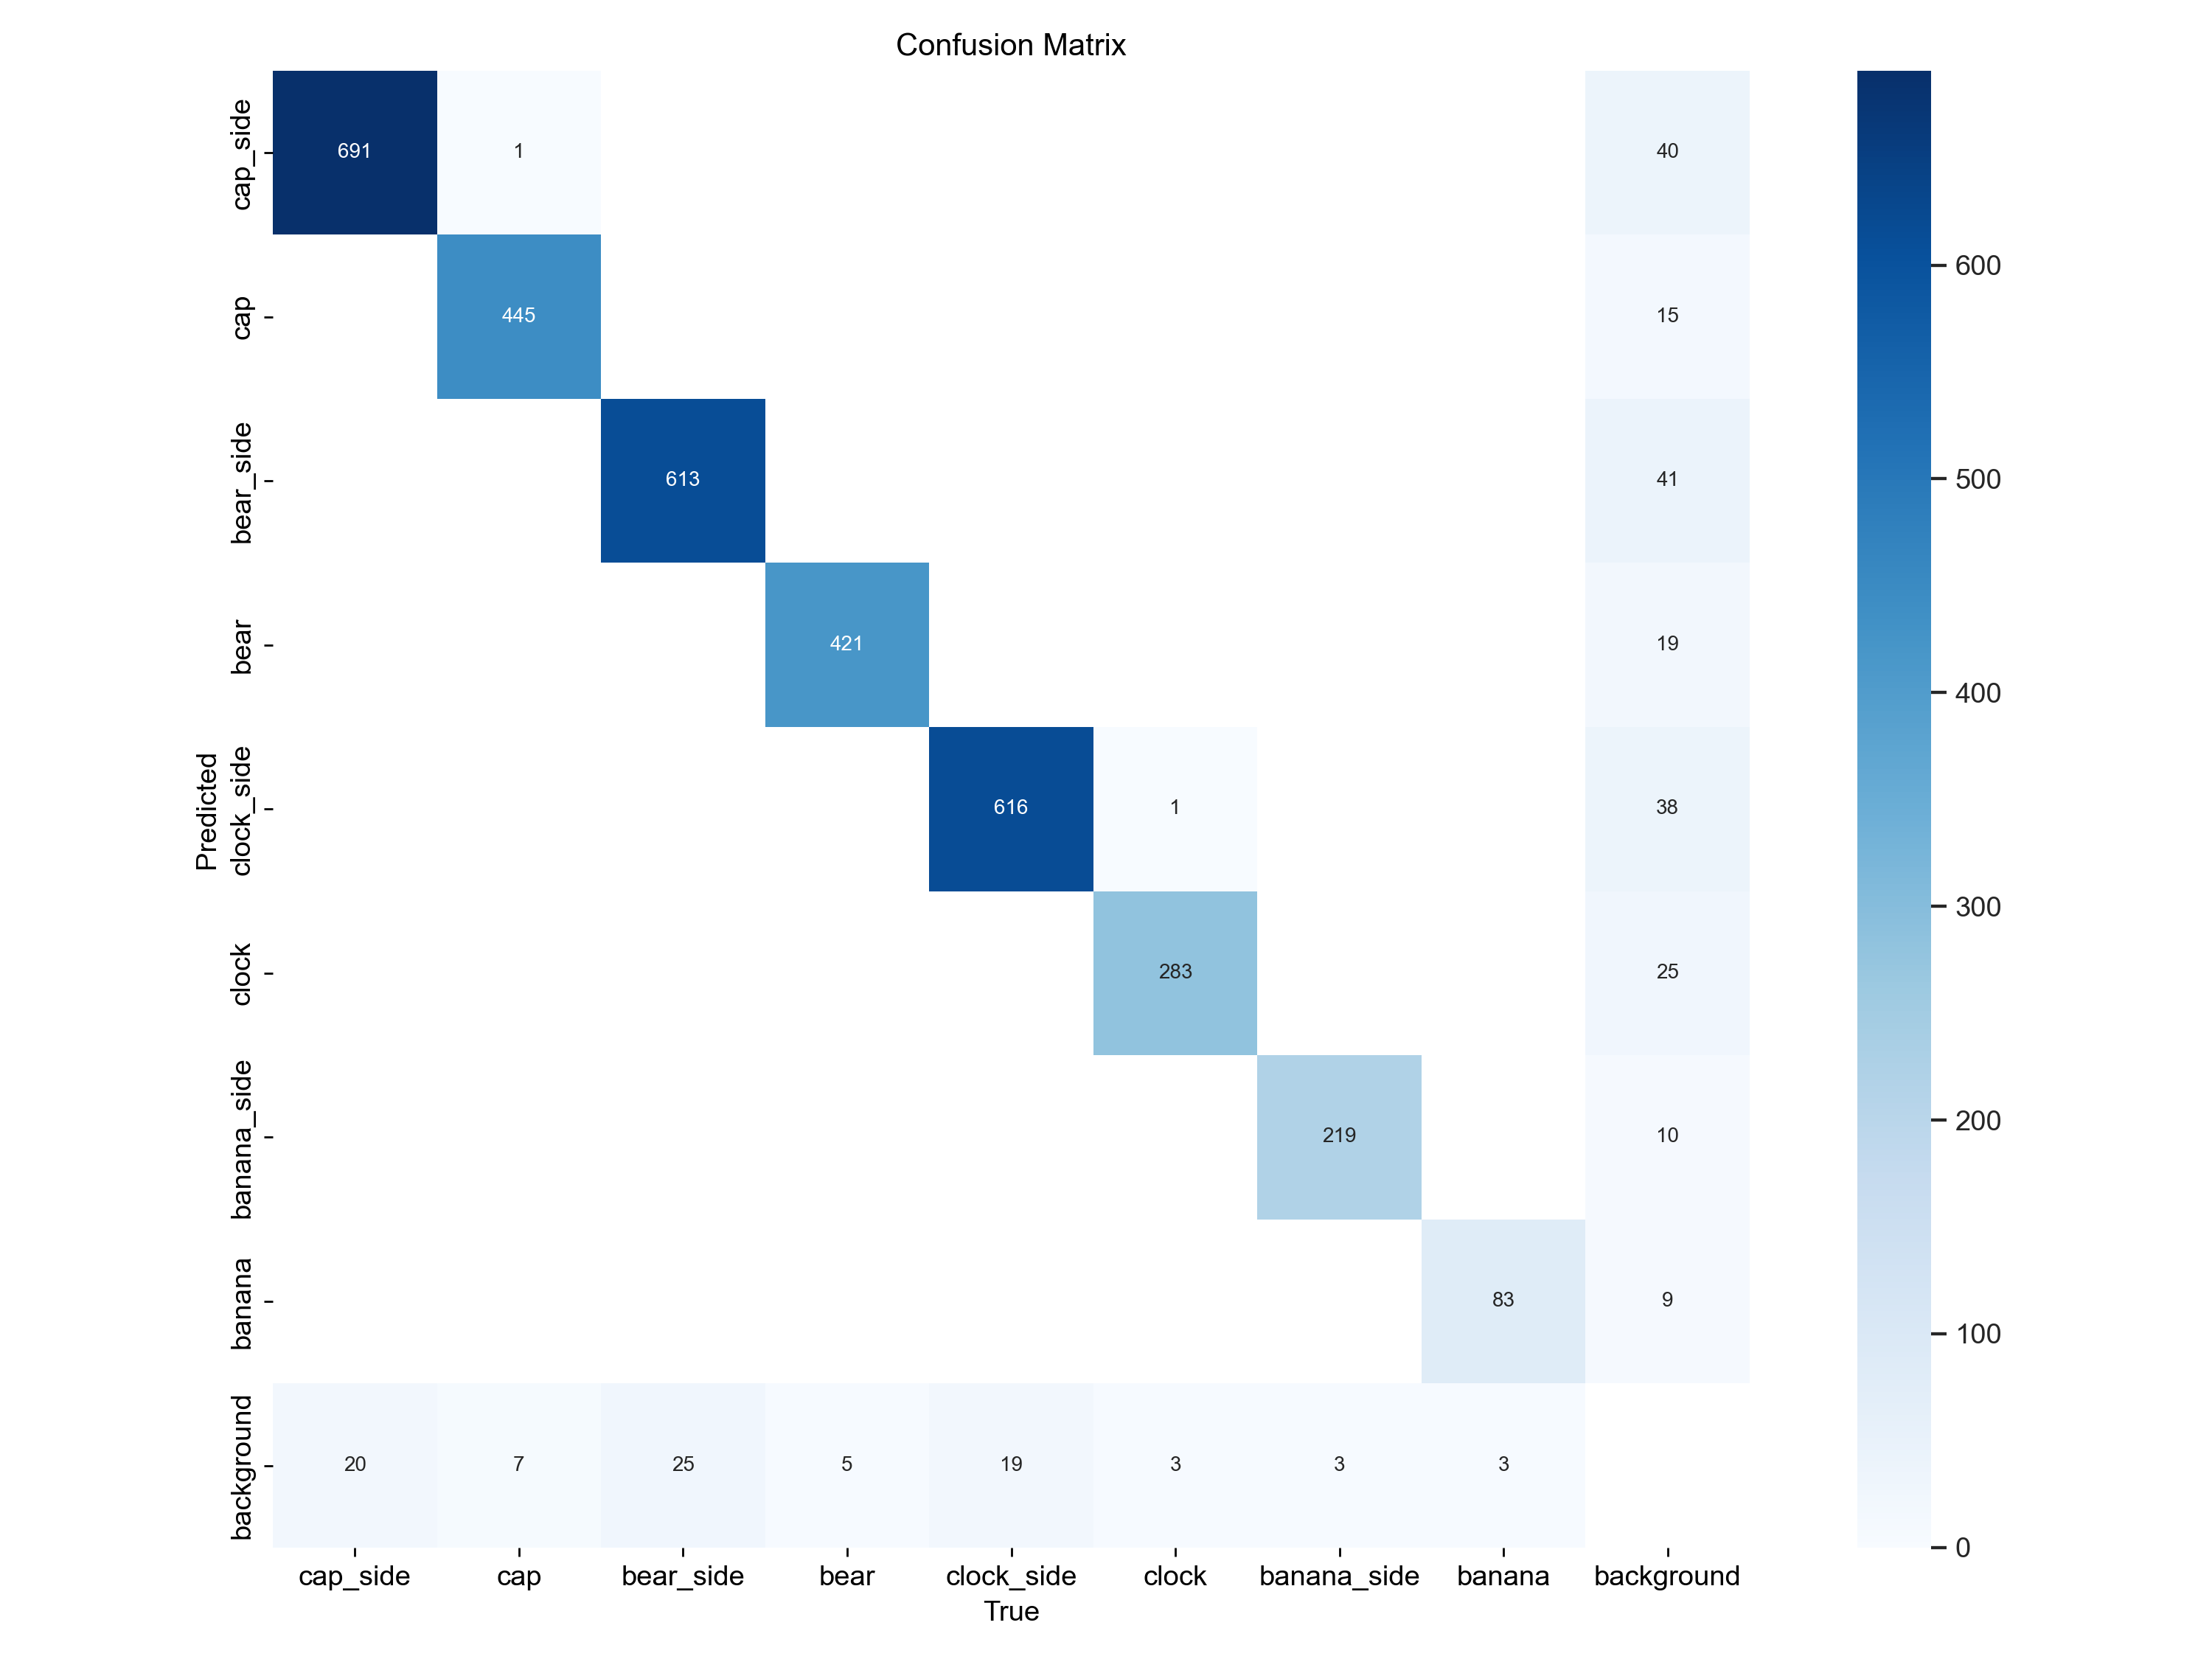 Confusion Matrix
cap_side 691 1 40
cap 445 15
bear_side 613 41
bear 421 19
clock_side 616 1 38
clock 283 25
banana_side 219 10
banana 83 9
background 20 7 25 5 19 3 3 3
Predicted
cap_side cap bear_side bear clock_side clock banana_side banana background
True
600
500
400
300
200
100
0